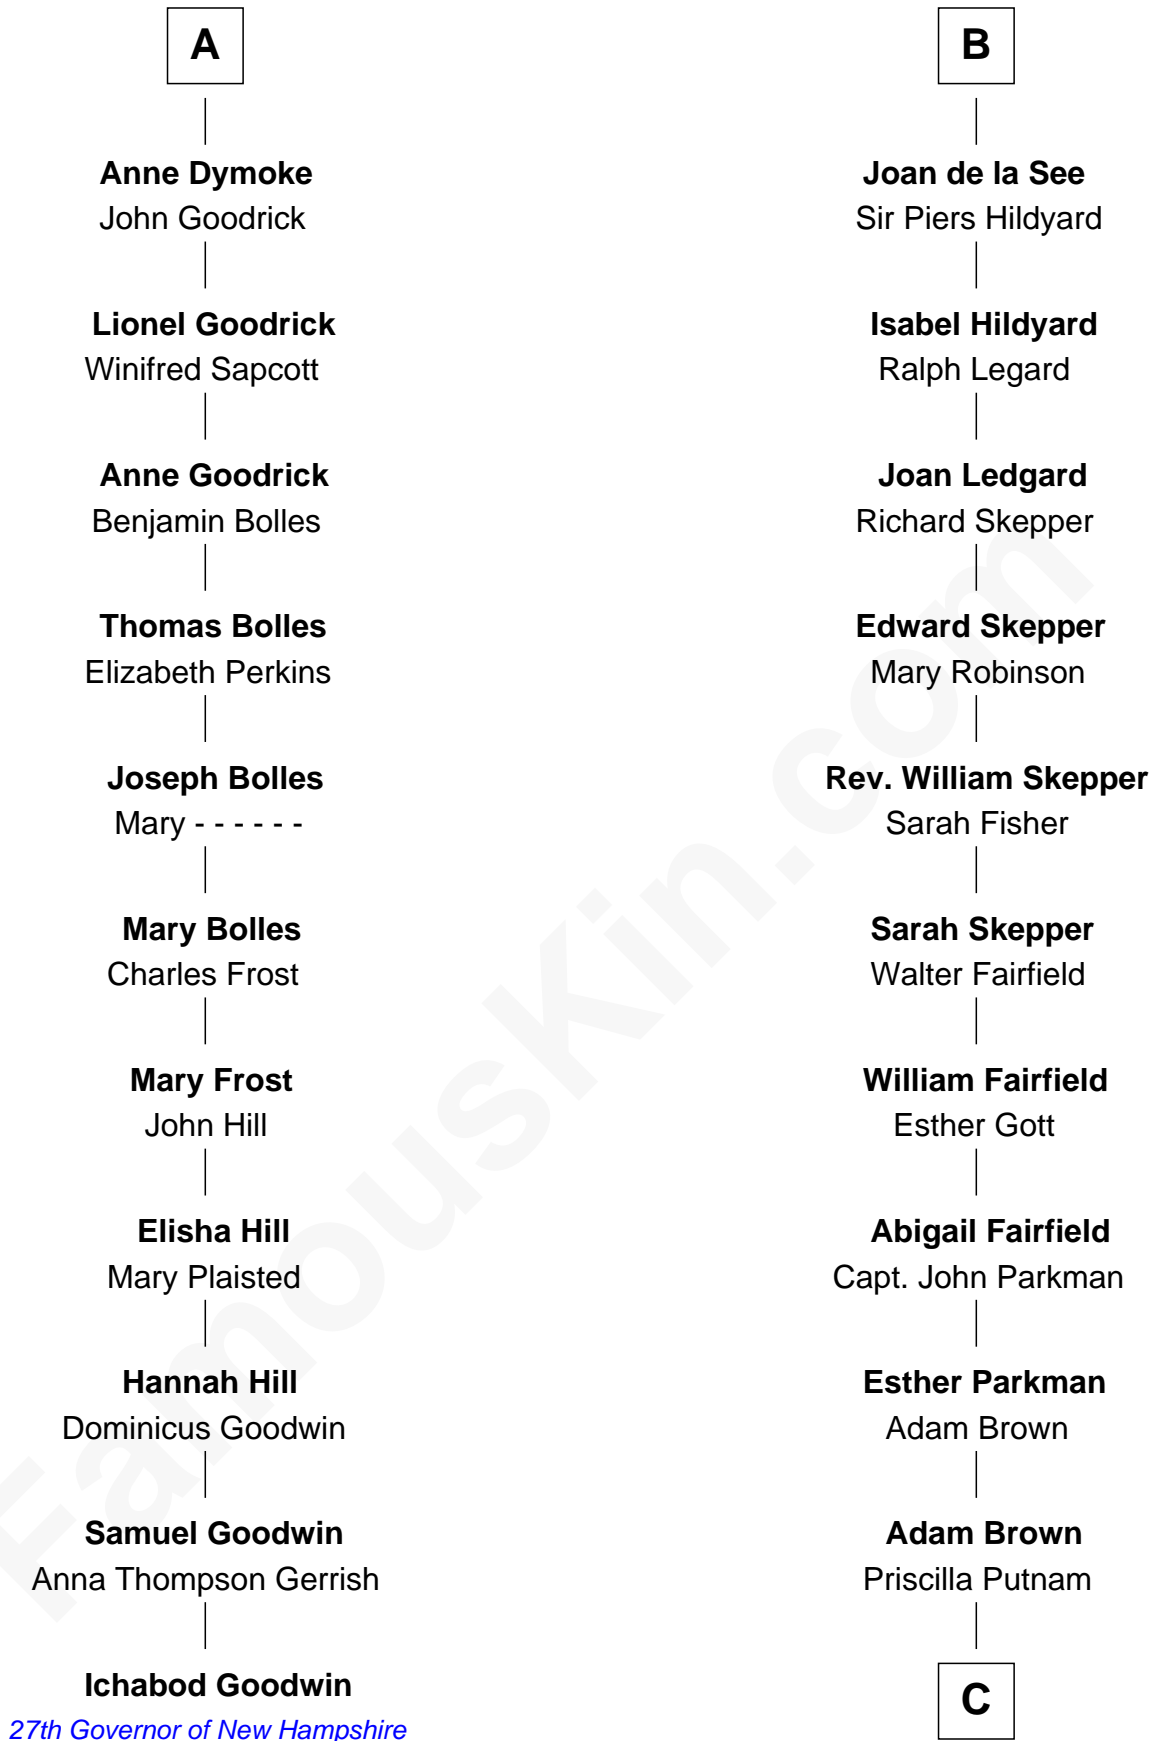 A
Anne Dymoke
John Goodrick
Lionel Goodrick
Winifred Sapcott
Anne Goodrick
Benjamin Bolles
Thomas Bolles
Elizabeth Perkins
Joseph Bolles
Mary - - - - - -
Mary Bolles
Charles Frost
Mary Frost
John Hill
Elisha Hill
Mary Plaisted
Hannah Hill
Dominicus Goodwin
Samuel Goodwin
Anna Thompson Gerrish
Ichabod Goodwin
27th Governor of New Hampshire
B
Joan de la See
Sir Piers Hildyard
Isabel Hildyard
Ralph Legard
Joan Ledgard
Richard Skepper
Edward Skepper
Mary Robinson
Rev. William Skepper
Sarah Fisher
Sarah Skepper
Walter Fairfield
William Fairfield
Esther Gott
Abigail Fairfield
Capt. John Parkman
Esther Parkman
Adam Brown
Adam Brown
Priscilla Putnam
C
FamousKin.com